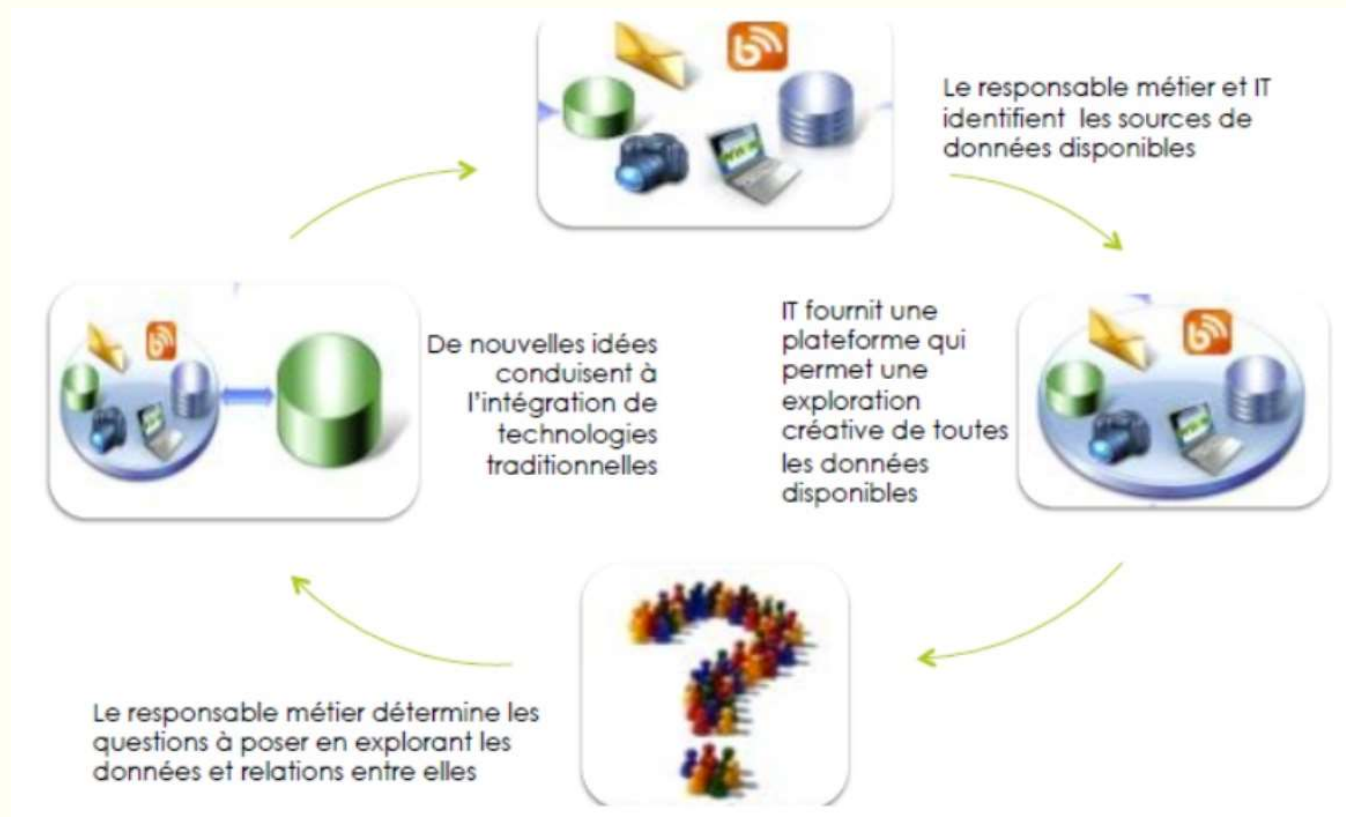 Le responsable métier et IT
identifient les sources de
données disponibles
IT fournit une
plateforme qui
permet une
exploration
créative de toutes
les données
disponibles
De nouvelles idées
conduisent à
l'intégration de
technologies
traditionnelles
Le responsable métier détermine les
questions à poser en explorant les
données et relations entre elles